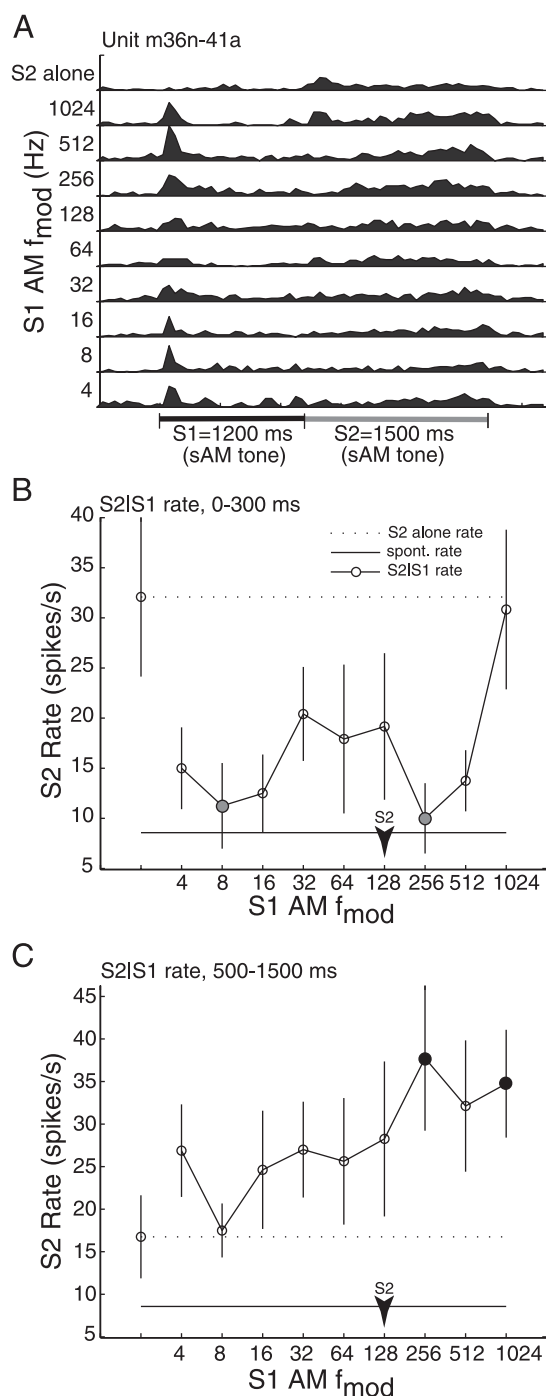 A
Unit m36n-41a
S2 alone
1024
512
256
128
64
32
16
8
4
S1 AM fmod (Hz)
S1=1200 ms
(sAM tone)
S2=1500 ms
(sAM tone)
B
S2|S1 rate, 0-300 ms
S2 alone rate
spont. rate
S2|S1 rate
40
35
30
25
20
15
10
5
S2 Rate (spikes/s)
S2
4 8 16 32 64 128 256 512 1024
S1 AM fmod
C
S2|S1 rate, 500-1500 ms
45
40
35
30
25
20
15
10
5
S2 Rate (spikes/s)
S2
4 8 16 32 64 128 256 512 1024
S1 AM fmod